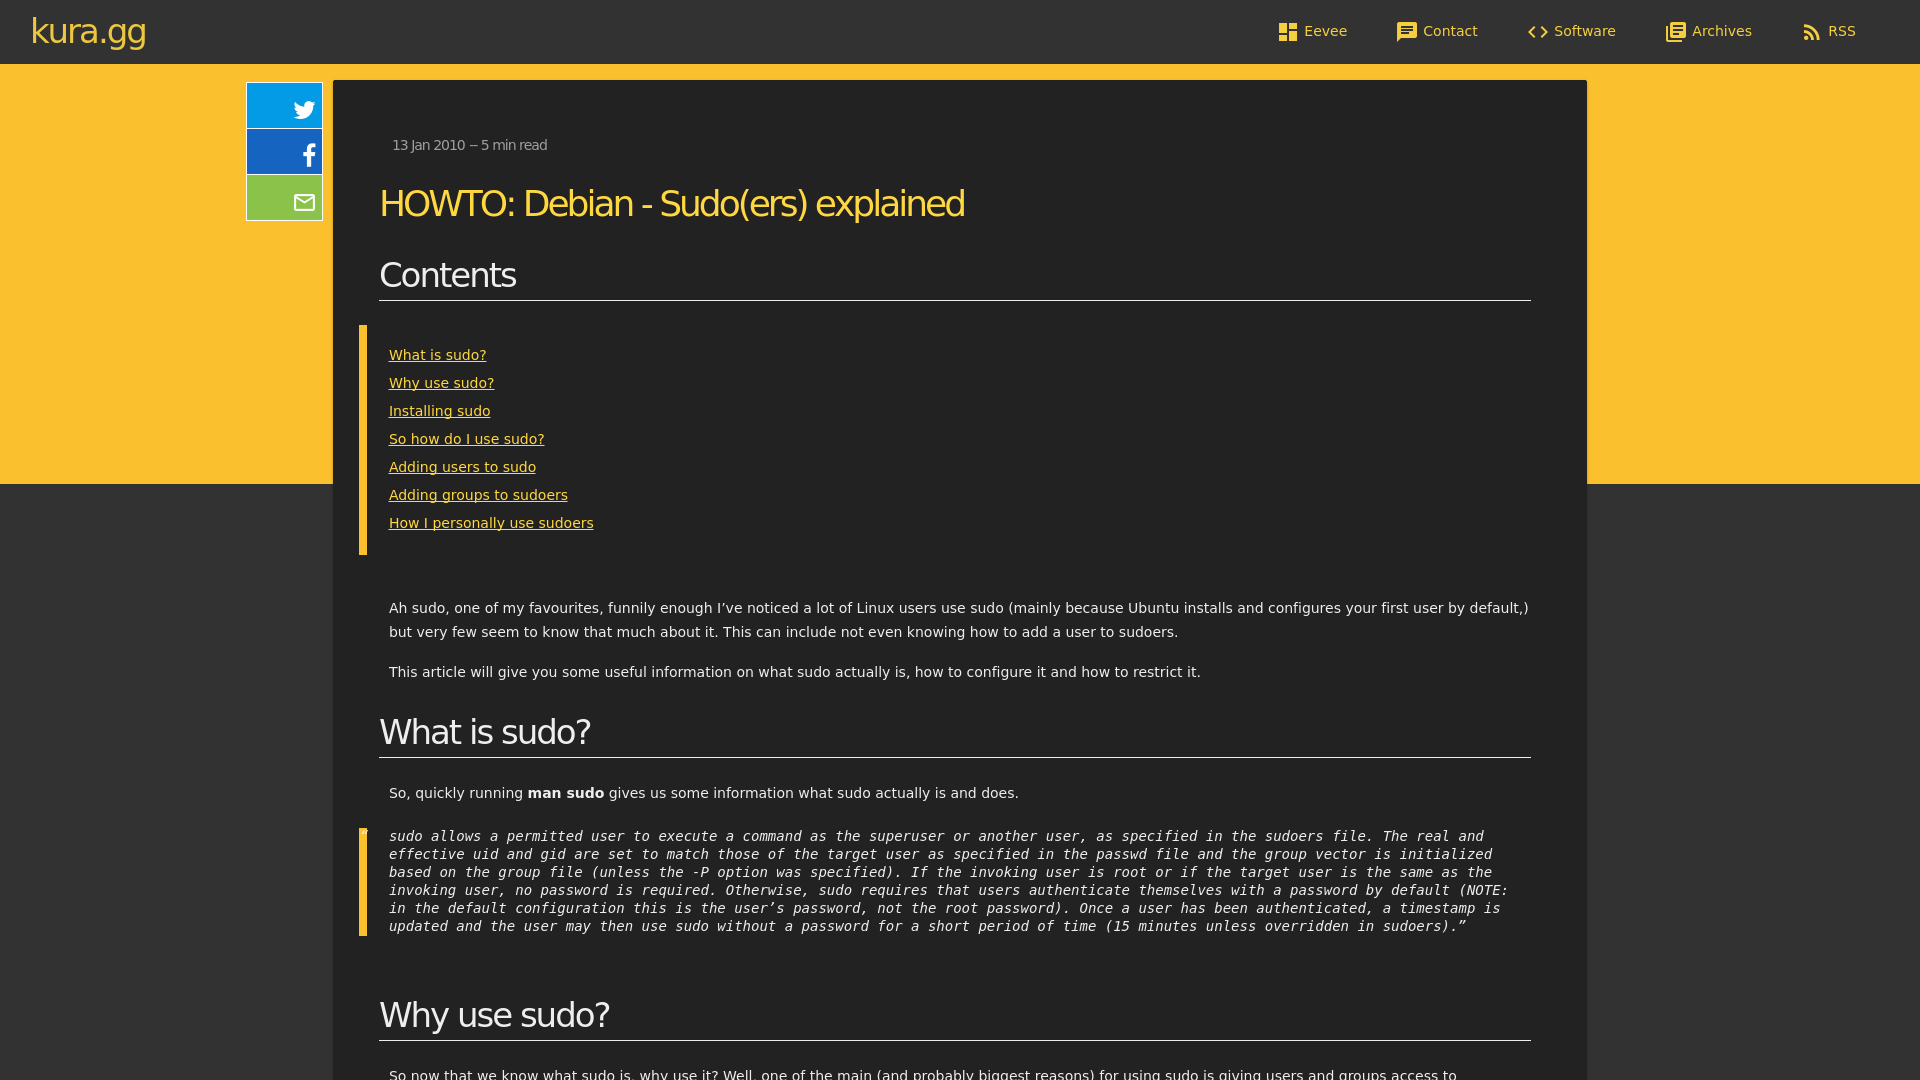 kura.gg
Eevee
Contact
Software
Archives
RSS
13 Jan 2010 – 5 min read
HOWTO: Debian - Sudo(ers) explained
Contents
What is sudo?
Why use sudo?
Installing sudo
So how do I use sudo?
Adding users to sudo
Adding groups to sudoers
How I personally use sudoers
Ah sudo, one of my favourites, funnily enough I’ve noticed a lot of Linux users use sudo (mainly because Ubuntu installs and configures your first user by default,)
but very few seem to know that much about it. This can include not even knowing how to add a user to sudoers.
This article will give you some useful information on what sudo actually is, how to configure it and how to restrict it.
What is sudo?
So, quickly running man sudo gives us some information what sudo actually is and does.
“ sudo allows a permitted user to execute a command as the superuser or another user, as specified in the sudoers file. The real and
effective uid and gid are set to match those of the target user as specified in the passwd file and the group vector is initialized
based on the group file (unless the -P option was specified). If the invoking user is root or if the target user is the same as the
invoking user, no password is required. Otherwise, sudo requires that users authenticate themselves with a password by default (NOTE:
in the default configuration this is the user’s password, not the root password). Once a user has been authenticated, a timestamp is
updated and the user may then use sudo without a password for a short period of time (15 minutes unless overridden in sudoers).”
Why use sudo?
So now that we know what sudo is, why use it? Well, one of the main (and probably biggest reasons) for using sudo is giving users and groups access to